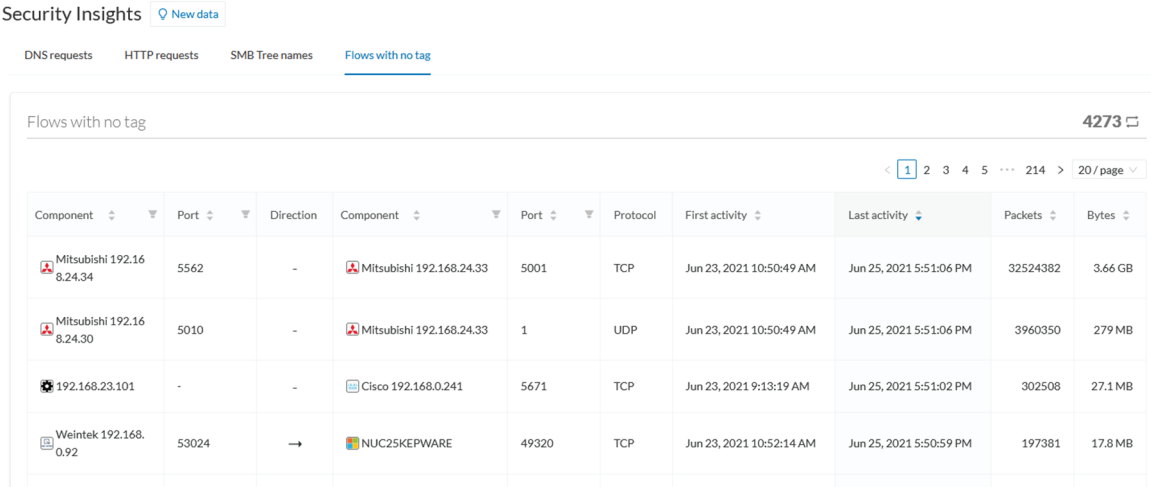 Security Insights New data
DNS requests HTTP requests SMB Tree names Flows with no tag
Flows with no tag 4273
< 1 2 3 4 5 ••• 214 > 20 / page
Component Port Direction Component Port Protocol First activity Last activity Packets Bytes
Mitsubishi 192.16
8.24.34 5562 - Mitsubishi 192.168.24.33 5001 TCP Jun 23, 2021 10:50:49 AM Jun 25, 2021 5:51:06 PM 32524382 3.66 GB
Mitsubishi 192.16
8.24.30 5010 - Mitsubishi 192.168.24.33 1 UDP Jun 23, 2021 10:50:49 AM Jun 25, 2021 5:51:06 PM 3960350 279 MB
192.168.23.101 - - Cisco 192.168.0.241 5671 TCP Jun 23, 2021 9:13:19 AM Jun 25, 2021 5:51:02 PM 302508 27.1 MB
Weintek 192.168.
0.92 53024 → NUC25KEPWARE 49320 TCP Jun 23, 2021 10:52:14 AM Jun 25, 2021 5:50:59 PM 197381 17.8 MB